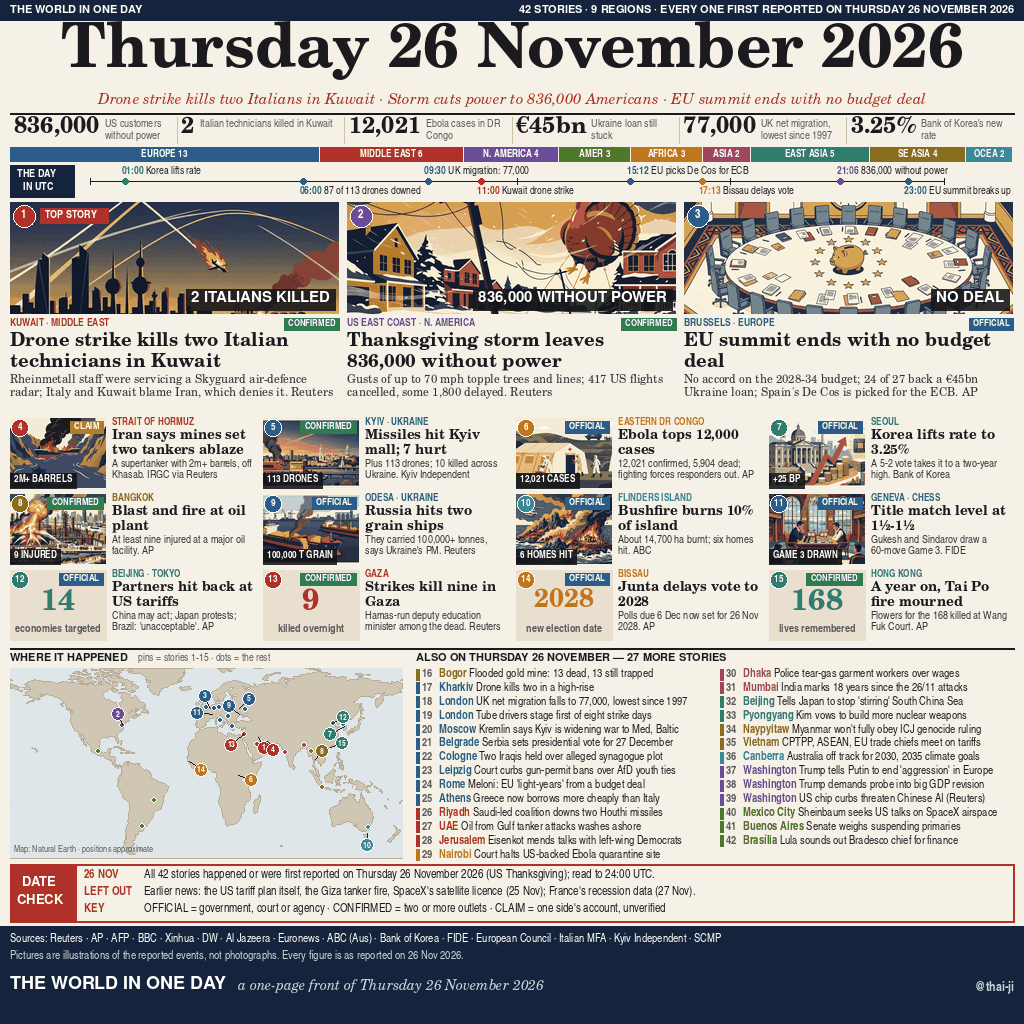 THE WORLD IN ONE DAY
42 STORIES · 9 REGIONS · EVERY ONE FIRST REPORTED ON THURSDAY 26 NOVEMBER 2026
Thursday 26 November 2026
Drone strike kills two Italians in Kuwait · Storm cuts power to 836,000 Americans · EU summit ends with no budget deal
836,000 US customers without power
2 Italian technicians killed in Kuwait
12,021 Ebola cases in DR Congo
€45bn Ukraine loan still stuck
77,000 UK net migration, lowest since 1997
3.25% Bank of Korea's new rate
EUROPE 13
MIDDLE EAST 6
N. AMERICA 4
AMER 3
AFRICA 3
ASIA 2
EAST ASIA 5
SE ASIA 4
OCEA 2
THE DAY IN UTC
01:00 Korea lifts rate
06:00 87 of 113 drones downed
09:30 UK migration: 77,000
11:00 Kuwait drone strike
15:12 EU picks De Cos for ECB
17:13 Bissau delays vote
21:06 836,000 without power
23:00 EU summit breaks up
1 TOP STORY
2 ITALIANS KILLED
KUWAIT · MIDDLE EAST
CONFIRMED
Drone strike kills two Italian
technicians in Kuwait
Rheinmetall staff were servicing a Skyguard air-defence
radar; Italy and Kuwait blame Iran, which denies it. Reuters
2
836,000 WITHOUT POWER
US EAST COAST · N. AMERICA
CONFIRMED
Thanksgiving storm leaves
836,000 without power
Gusts of up to 70 mph topple trees and lines; 417 US flights
cancelled, some 1,800 delayed. Reuters
3
NO DEAL
BRUSSELS · EUROPE
OFFICIAL
EU summit ends with no budget
deal
No accord on the 2028-34 budget; 24 of 27 back a €45bn
Ukraine loan; Spain's De Cos is picked for the ECB. AP
4
CLAIM
2M+ BARRELS
STRAIT OF HORMUZ
Iran says mines set
two tankers ablaze
A supertanker with 2m+ barrels, off
Khasab. IRGC via Reuters
5
CONFIRMED
113 DRONES
KYIV · UKRAINE
Missiles hit Kyiv
mall; 7 hurt
Plus 113 drones; 10 killed across
Ukraine. Kyiv Independent
6
OFFICIAL
12,021 CASES
EASTERN DR CONGO
Ebola tops 12,000
cases
12,021 confirmed, 5,904 dead;
fighting forces responders out. AP
7
OFFICIAL
+25 BP
SEOUL
Korea lifts rate to
3.25%
A 5-2 vote takes it to a two-year
high. Bank of Korea
8
CONFIRMED
9 INJURED
BANGKOK
Blast and fire at oil
plant
At least nine injured at a major oil
facility. AP
9
OFFICIAL
100,000 T GRAIN
ODESA · UKRAINE
Russia hits two
grain ships
They carried 100,000+ tonnes,
says Ukraine's PM. Reuters
10
OFFICIAL
6 HOMES HIT
FLINDERS ISLAND
Bushfire burns 10%
of island
About 14,700 ha burnt; six homes
hit. ABC
11
OFFICIAL
GAME 3 DRAWN
GENEVA · CHESS
Title match level at
1½-1½
Gukesh and Sindarov draw a
60-move Game 3. FIDE
12
OFFICIAL
14
economies targeted
BEIJING · TOKYO
Partners hit back at
US tariffs
China may act; Japan protests;
Brazil: 'unacceptable'. AP
13
CONFIRMED
9
killed overnight
GAZA
Strikes kill nine in
Gaza
Hamas-run deputy education
minister among the dead. Reuters
14
OFFICIAL
2028
new election date
BISSAU
Junta delays vote to
2028
Polls due 6 Dec now set for 26 Nov
2028. AP
15
CONFIRMED
168
lives remembered
HONG KONG
A year on, Tai Po
fire mourned
Flowers for the 168 killed at Wang
Fuk Court. AP
WHERE IT HAPPENED pins = stories 1-15 · dots = the rest
2
3
5
9
11
12
7
15
13
1
4
8
14
6
10
Map: Natural Earth · positions approximate
ALSO ON THURSDAY 26 NOVEMBER — 27 MORE STORIES
16 Bogor Flooded gold mine: 13 dead, 13 still trapped
17 Kharkiv Drone kills two in a high-rise
18 London UK net migration falls to 77,000, lowest since 1997
19 London Tube drivers stage first of eight strike days
20 Moscow Kremlin says Kyiv is widening war to Med, Baltic
21 Belgrade Serbia sets presidential vote for 27 December
22 Cologne Two Iraqis held over alleged synagogue plot
23 Leipzig Court curbs gun-permit bans over AfD youth ties
24 Rome Meloni: EU 'light-years' from a budget deal
25 Athens Greece now borrows more cheaply than Italy
26 Riyadh Saudi-led coalition downs two Houthi missiles
27 UAE Oil from Gulf tanker attacks washes ashore
28 Jerusalem Eisenkot mends talks with left-wing Democrats
29 Nairobi Court halts US-backed Ebola quarantine site
30 Dhaka Police tear-gas garment workers over wages
31 Mumbai India marks 18 years since the 26/11 attacks
32 Beijing Tells Japan to stop 'stirring' South China Sea
33 Pyongyang Kim vows to build more nuclear weapons
34 Naypyitaw Myanmar won't fully obey ICJ genocide ruling
35 Vietnam CPTPP, ASEAN, EU trade chiefs meet on tariffs
36 Canberra Australia off track for 2030, 2035 climate goals
37 Washington Trump tells Putin to end 'aggression' in Europe
38 Washington Trump demands probe into big GDP revision
39 Washington US chip curbs threaten Chinese AI (Reuters)
40 Mexico City Sheinbaum seeks US talks on SpaceX airspace
41 Buenos Aires Senate weighs suspending primaries
42 Brasília Lula sounds out Bradesco chief for finance
DATE CHECK
26 NOV All 42 stories happened or were first reported on Thursday 26 November 2026 (US Thanksgiving); read to 24:00 UTC.
LEFT OUT Earlier news: the US tariff plan itself, the Giza tanker fire, SpaceX's satellite licence (25 Nov); France's recession data (27 Nov).
KEY OFFICIAL = government, court or agency · CONFIRMED = two or more outlets · CLAIM = one side's account, unverified
Sources: Reuters · AP · AFP · BBC · Xinhua · DW · Al Jazeera · Euronews · ABC (Aus) · Bank of Korea · FIDE · European Council · Italian MFA · Kyiv Independent · SCMP
Pictures are illustrations of the reported events, not photographs. Every figure is as reported on 26 Nov 2026.
THE WORLD IN ONE DAY a one-page front of Thursday 26 November 2026
@thai-ji